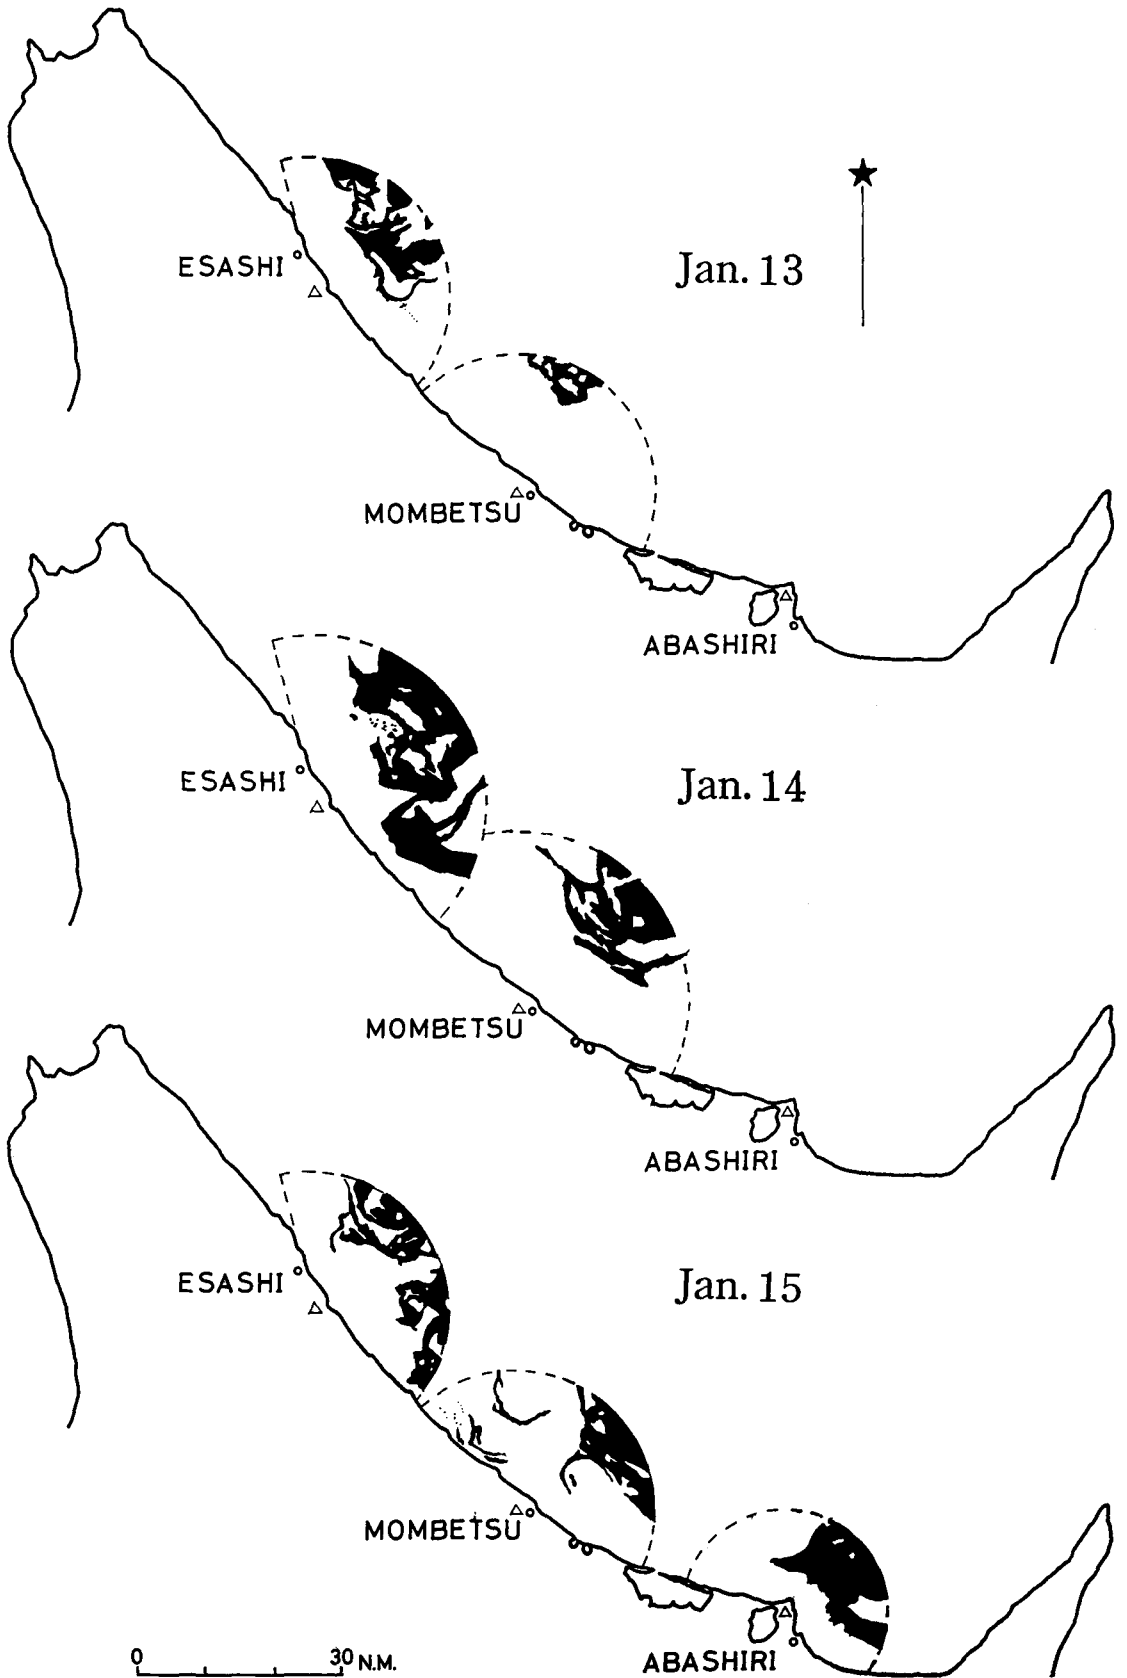 Jan. 13
ESASHI
MOMBETSU
ABASHIRI
Jan. 14
ESASHI
MOMBETSU
ABASHIRI
Jan. 15
ESASHI
MOMBETSU
ABASHIRI
0 30 N.M.